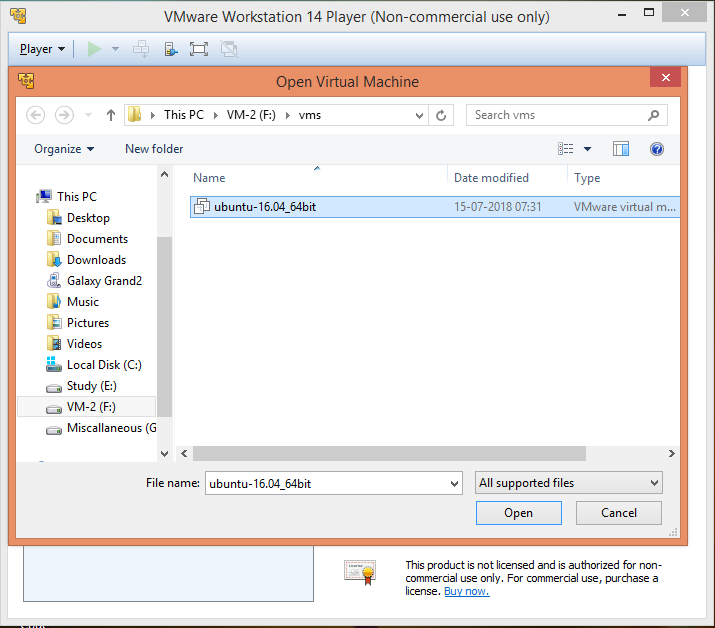 VMware Workstation 14 Player (Non-commercial use only)
Player
Open Virtual Machine
This PC VM-2 (F:) vms
Search vms
Organize New folder
Name Date modified Type
ubuntu-16.04_64bit 15-07-2018 07:31 VMware virtual m...
This PC
Desktop
Documents
Downloads
Galaxy Grand2
Music
Pictures
Videos
Local Disk (C:)
Study (E:)
VM-2 (F:)
Miscallaneous (G
File name: ubuntu-16.04_64bit All supported files
Open Cancel
This product is not licensed and is authorized for non-
commercial use only. For commercial use, purchase a
license. Buy now.